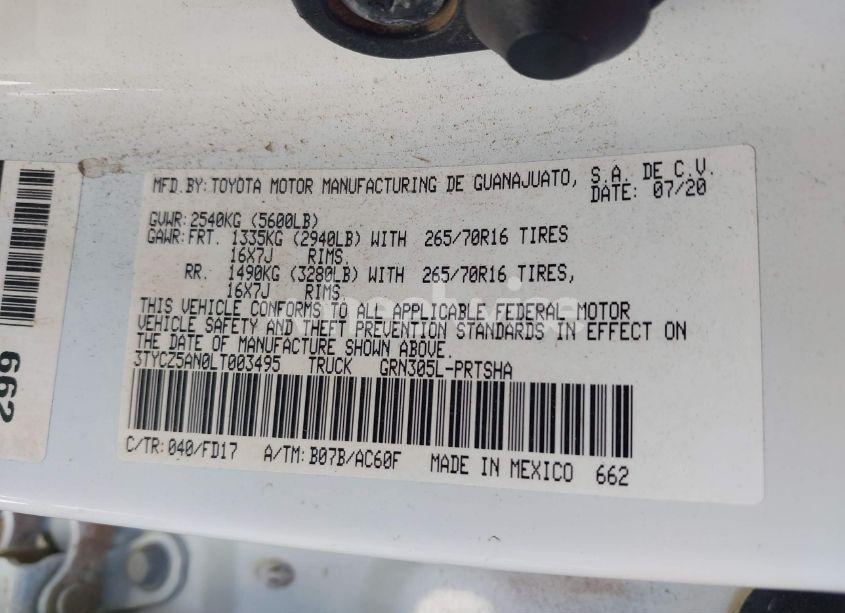 MFD.BY:TOYOTA MOTOR MANUFACTURING DE GUANAJUATO, S.A. DE C.V.
DATE: 07/20
GVWR:2540KG (5600LB)
GAWR:FRT. 1335KG (2940LB) WITH 265/70R16 TIRES
16X7J RIMS.
RR. 1490KG (3280LB) WITH 265/70R16 TIRES,
16X7J RIMS
THIS VEHICLE CONFORMS TO ALL APPLICABLE FEDERAL MOTOR
VEHICLE SAFETY AND THEFT PREVENTION STANDARDS IN EFFECT ON
THE DATE OF MANUFACTURE SHOWN ABOVE.
3TYCZ5AN0LT003495 TRUCK GRN305L-PRTSHA
C/TR:040/FD17 A/TM:B07B/AC60F MADE IN MEXICO 662
662